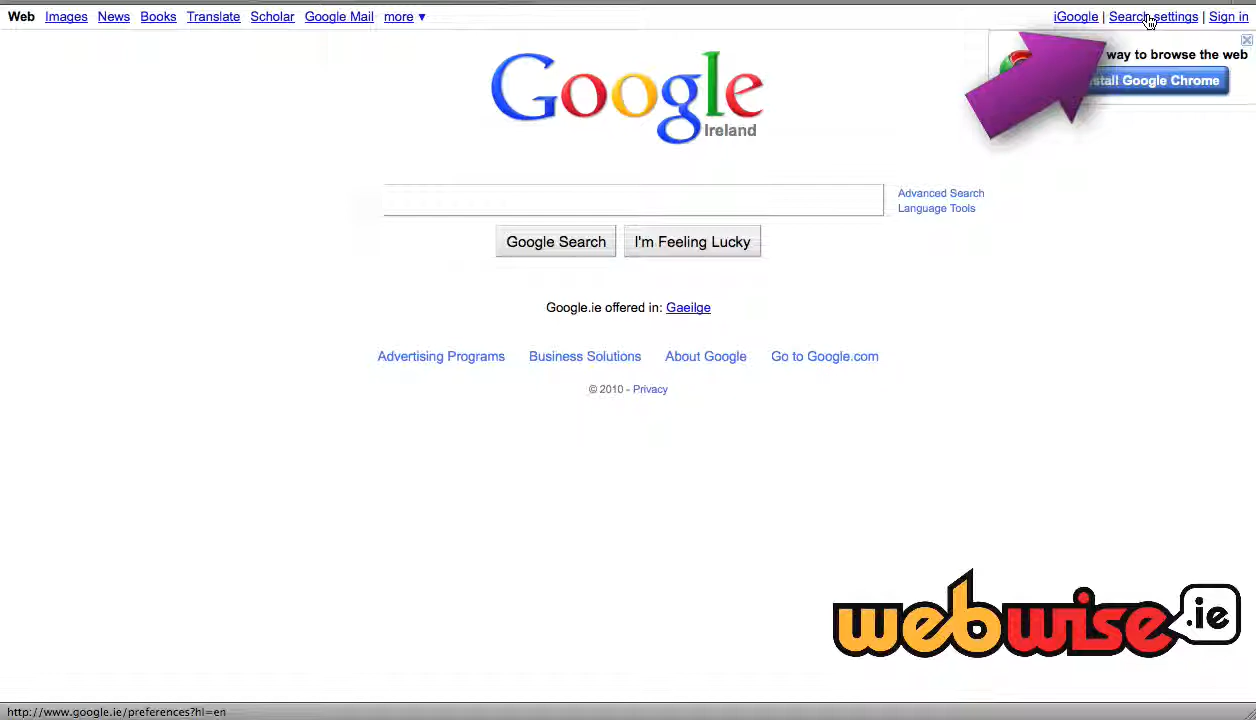 Web Images News Books Translate Scholar Google Mail more ▼
iGoogle | Search settings | Sign in
way to browse the web
Install Google Chrome
Google
Ireland
Advanced Search
Language Tools
Google Search I'm Feeling Lucky
Google.ie offered in: Gaeilge
Advertising Programs Business Solutions About Google Go to Google.com
© 2010 - Privacy
webwise.ie
http://www.google.ie/preferences?hl=en